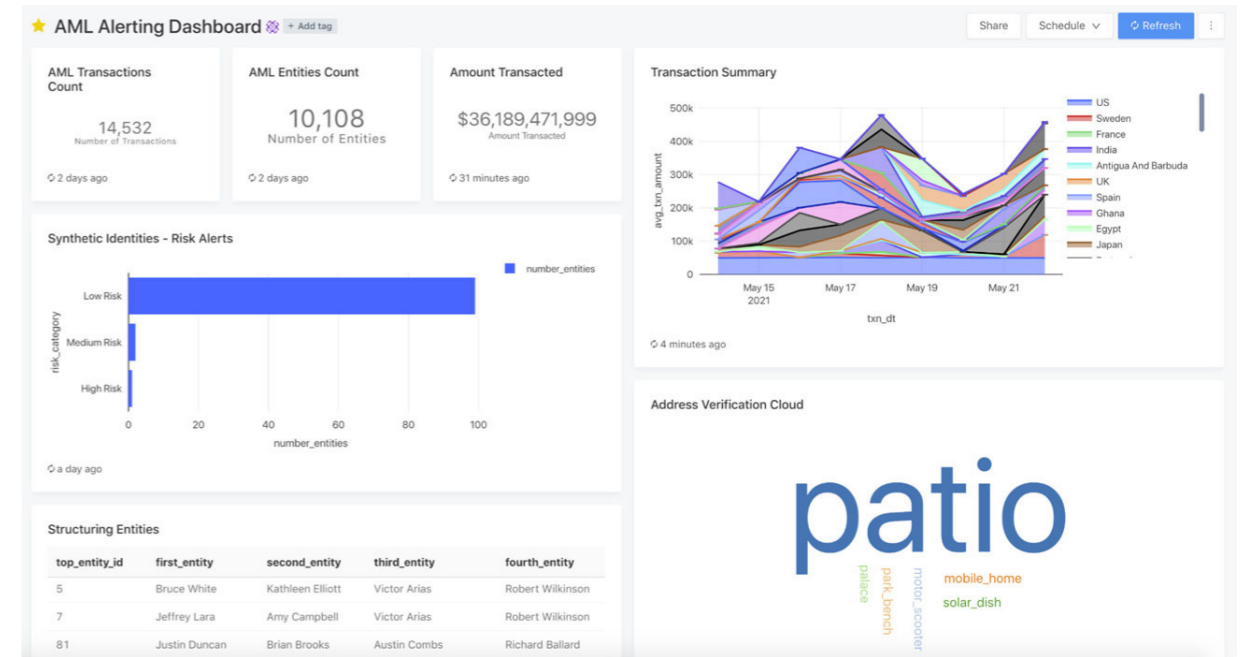 AML Alerting Dashboard + Add tag
Share Schedule Refresh
AML Transactions
Count
14,532
Number of Transactions
2 days ago
AML Entities Count
10,108
Number of Entities
2 days ago
Amount Transacted
$36,189,471,999
Amount Transacted
31 minutes ago
Transaction Summary
500k
400k
300k
200k
100k
0
avg_txn_amount
May 15
2021
May 17
May 19
May 21
txn_dt
US
Sweden
France
India
Antigua And Barbuda
UK
Spain
Ghana
Egypt
Japan
4 minutes ago
Synthetic Identities - Risk Alerts
number_entities
risk_category
Low Risk
Medium Risk
High Risk
0 20 40 60 80 100
number_entities
a day ago
Address Verification Cloud
patio
palace
park_bench
motor_scooter
mobile_home
solar_dish
Structuring Entities
top_entity_id first_entity second_entity third_entity fourth_entity
5 Bruce White Kathleen Elliott Victor Arias Robert Wilkinson
7 Jeffrey Lara Amy Campbell Victor Arias Robert Wilkinson
81 Justin Duncan Brian Brooks Austin Combs Richard Ballard